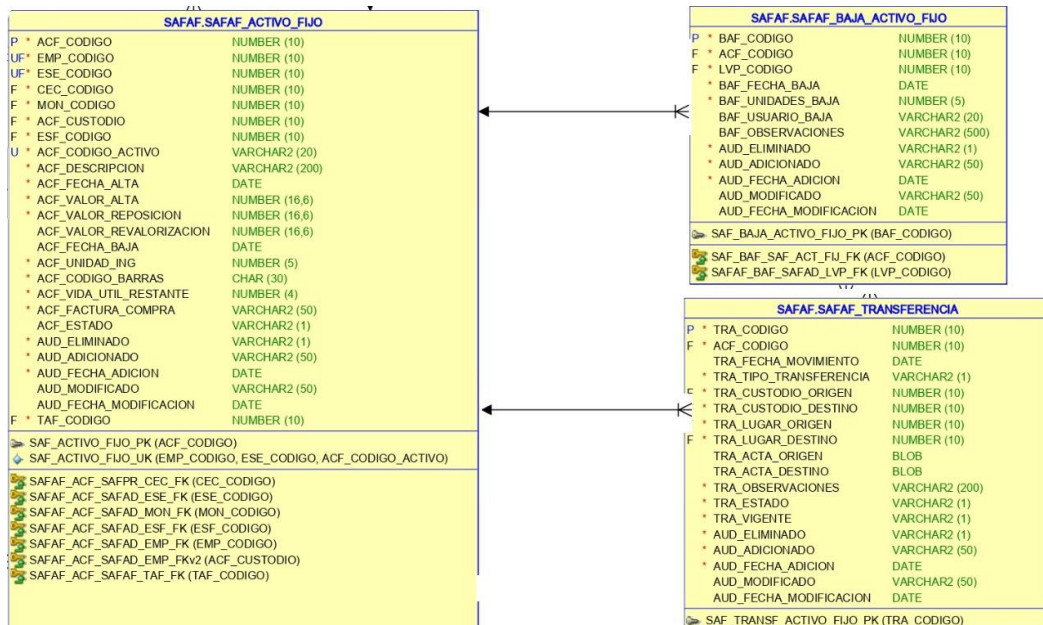 SAFAF.SAFAF_ACTIVO_FIJO
P * ACF_CODIGO NUMBER (10)
UF* EMP_CODIGO NUMBER (10)
UF* ESE_CODIGO NUMBER (10)
F * CEC_CODIGO NUMBER (10)
F * MON_CODIGO NUMBER (10)
F * ACF_CUSTODIO NUMBER (10)
F * ESF_CODIGO NUMBER (10)
U * ACF_CODIGO_ACTIVO VARCHAR2 (20)
* ACF_DESCRIPCION VARCHAR2 (200)
* ACF_FECHA_ALTA DATE
* ACF_VALOR_ALTA NUMBER (16,6)
* ACF_VALOR_REPOSICION NUMBER (16,6)
ACF_VALOR_REVALORIZACION NUMBER (16,6)
ACF_FECHA_BAJA DATE
* ACF_UNIDAD_ING NUMBER (5)
* ACF_CODIGO_BARRAS CHAR (30)
* ACF_VIDA_UTIL_RESTANTE NUMBER (4)
* ACF_FACTURA_COMPRA VARCHAR2 (50)
ACF_ESTADO VARCHAR2 (1)
* AUD_ELIMINADO VARCHAR2 (1)
* AUD_ADICIONADO VARCHAR2 (50)
* AUD_FECHA_ADICION DATE
AUD_MODIFICADO VARCHAR2 (50)
AUD_FECHA_MODIFICACION DATE
F * TAF_CODIGO NUMBER (10)
SAF_ACTIVO_FIJO_PK (ACF_CODIGO)
SAF_ACTIVO_FIJO_UK (EMP_CODIGO, ESE_CODIGO, ACF_CODIGO_ACTIVO)
SAFAF_ACF_SAFPR_CEC_FK (CEC_CODIGO)
SAFAF_ACF_SAFAD_ESE_FK (ESE_CODIGO)
SAFAF_ACF_SAFAD_MON_FK (MON_CODIGO)
SAFAF_ACF_SAFAD_ESF_FK (ESF_CODIGO)
SAFAF_ACF_SAFAD_EMP_FK (EMP_CODIGO)
SAFAF_ACF_SAFAD_EMP_FKv2 (ACF_CUSTODIO)
SAFAF_ACF_SAFAF_TAF_FK (TAF_CODIGO)
SAFAF.SAFAF_BAJA_ACTIVO_FIJO
P * BAF_CODIGO NUMBER (10)
F * ACF_CODIGO NUMBER (10)
F * LVP_CODIGO NUMBER (10)
* BAF_FECHA_BAJA DATE
* BAF_UNIDADES_BAJA NUMBER (5)
BAF_USUARIO_BAJA VARCHAR2 (20)
BAF_OBSERVACIONES VARCHAR2 (500)
* AUD_ELIMINADO VARCHAR2 (1)
* AUD_ADICIONADO VARCHAR2 (50)
* AUD_FECHA_ADICION DATE
AUD_MODIFICADO VARCHAR2 (50)
AUD_FECHA_MODIFICACION DATE
SAF_BAJA_ACTIVO_FIJO_PK (BAF_CODIGO)
SAF_BAF_SAF_ACT_FIJ_FK (ACF_CODIGO)
SAFAF_BAF_SAFAD_LVP_FK (LVP_CODIGO)
SAFAF.SAFAF_TRANSFERENCIA
P * TRA_CODIGO NUMBER (10)
F * ACF_CODIGO NUMBER (10)
TRA_FECHA_MOVIMIENTO DATE
* TRA_TIPO_TRANSFERENCIA VARCHAR2 (1)
F * TRA_CUSTODIO_ORIGEN NUMBER (10)
* TRA_CUSTODIO_DESTINO NUMBER (10)
* TRA_LUGAR_ORIGEN NUMBER (10)
F * TRA_LUGAR_DESTINO NUMBER (10)
TRA_ACTA_ORIGEN BLOB
TRA_ACTA_DESTINO BLOB
* TRA_OBSERVACIONES VARCHAR2 (200)
* TRA_ESTADO VARCHAR2 (1)
* TRA_VIGENTE VARCHAR2 (1)
* AUD_ELIMINADO VARCHAR2 (1)
* AUD_ADICIONADO VARCHAR2 (50)
* AUD_FECHA_ADICION DATE
AUD_MODIFICADO VARCHAR2 (50)
AUD_FECHA_MODIFICACION DATE
SAF_TRANSF_ACTIVO_FIJO_PK (TRA_CODIGO)